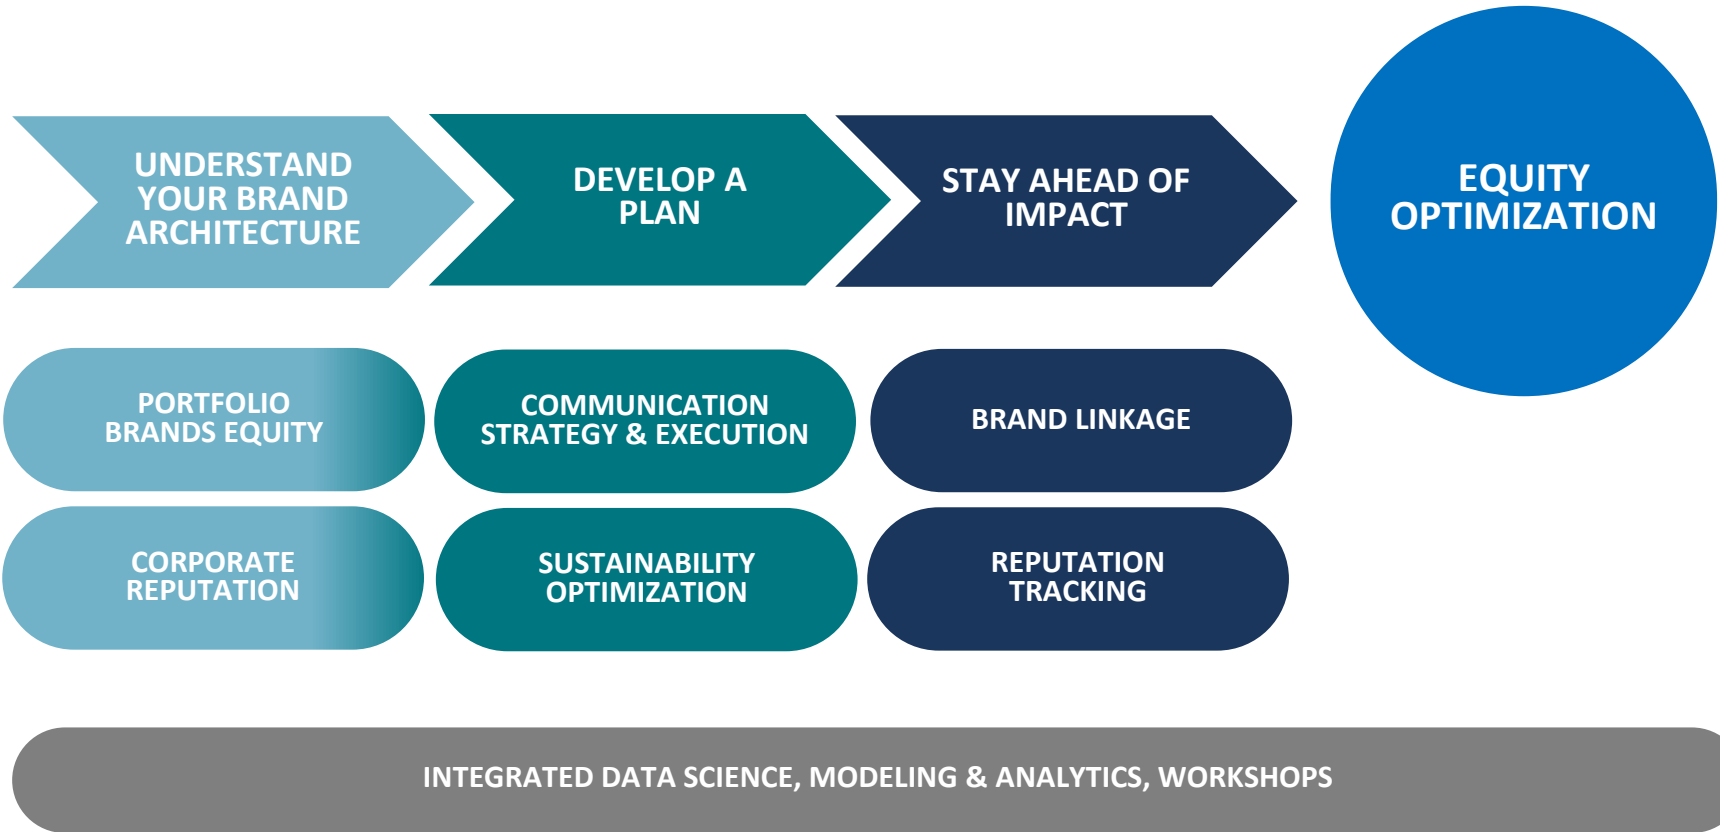 UNDERSTAND
YOUR BRAND
ARCHITECTURE
DEVELOP A
PLAN
STAY AHEAD OF
IMPACT
EQUITY
OPTIMIZATION
PORTFOLIO
BRANDS EQUITY
COMMUNICATION
STRATEGY & EXECUTION
BRAND LINKAGE
CORPORATE
REPUTATION
SUSTAINABILITY
OPTIMIZATION
REPUTATION
TRACKING
INTEGRATED DATA SCIENCE, MODELING & ANALYTICS, WORKSHOPS